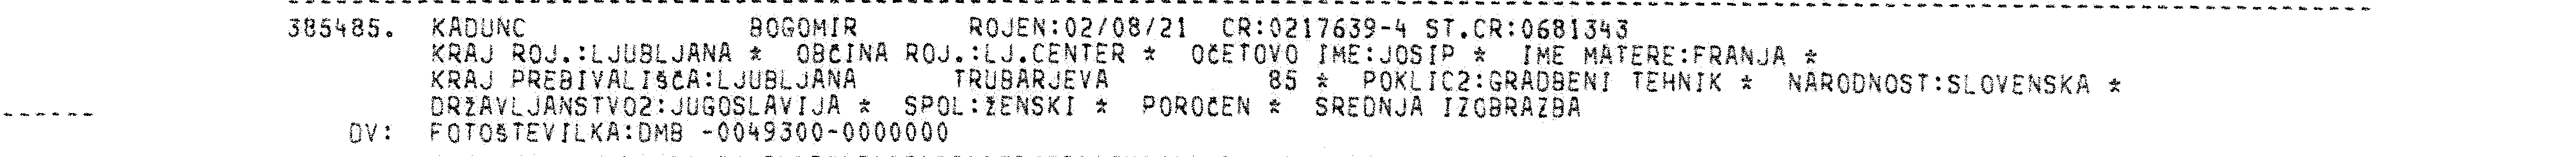 385485. KADUNC BOGOMIR ROJEN:02/08/21 CR:0217639-4 ST.CR:0681343
KRAJ ROJ.:LJUBLJANA * OBČINA ROJ.:LJ.CENTER * OČETOVO IME:JOSIP * IME MATERE:FRANJA *
KRAJ PREBIVALIŠČA:LJUBLJANA TRUBARJEVA 85 * POKLIC2:GRADBENI TEHNIK * NARODNOST:SLOVENSKA *
DRŽAVLJANSTVO2:JUGOSLAVIJA * SPOL:ŽENSKI * POROČEN * SREDNJA IZOBRAZBA
DV: FOTOŠTEVILKA:DMB -0049300-0000000